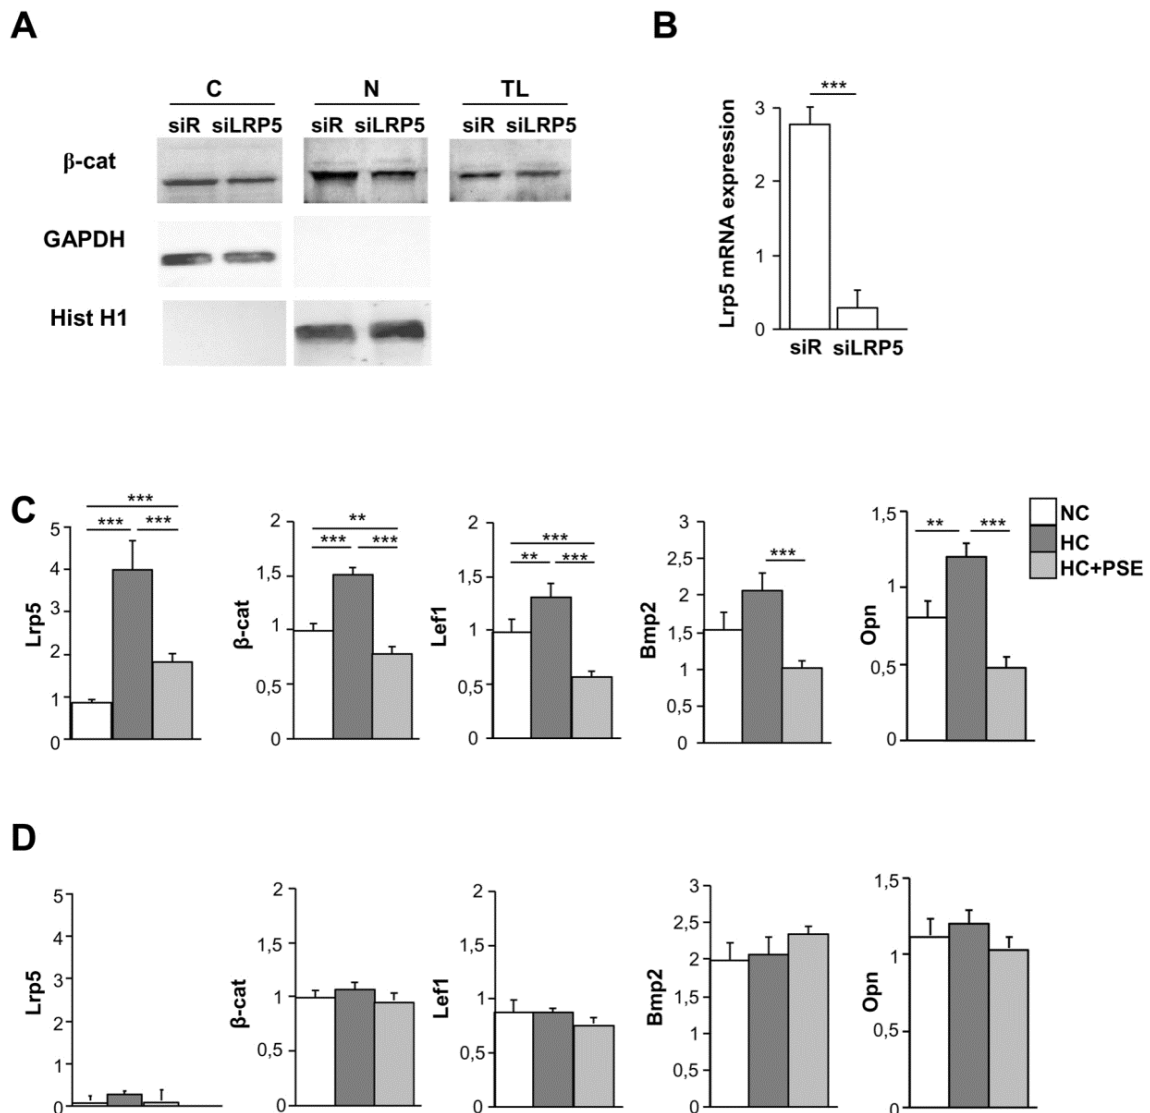 A
B
C N TL
siR siLRP5 siR siLRP5 siR siLRP5
β-cat
GAPDH
Hist H1
***
Lrp5 mRNA expression
3
2
1
0
siR siLRP5
C
NC
HC
HC+PSE
***
*** ***
Lrp5
5
4
3
2
1
0
**
*** ***
β-cat
2
1,5
1
0,5
0
***
** ***
Lef1
2
1,5
1
0,5
0
***
Bmp2
3
2,5
2
1,5
1
0,5
0
** ***
Opn
1,5
1
0,5
0
D
Lrp5
5
4
3
2
1
0
β-cat
2
1,5
1
0,5
0
Lef1
2
1,5
1
0,5
0
Bmp2
3
2,5
2
1,5
1
0,5
0
Opn
1,5
1
0,5
0